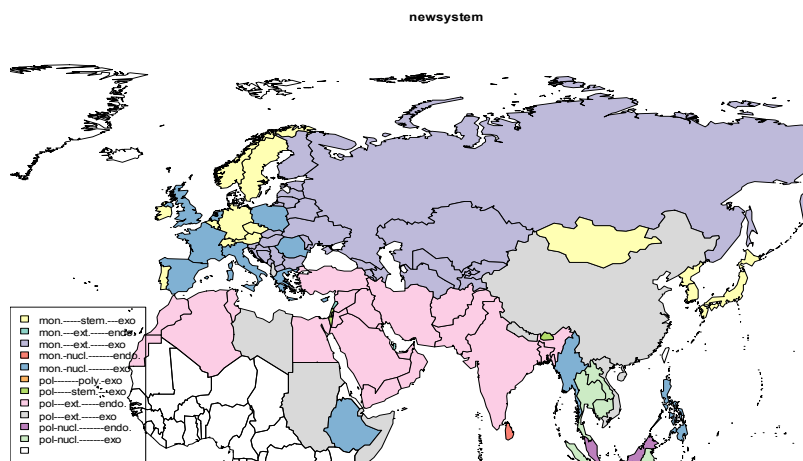 newsystem
mon.-----stem.---exo
mon.---ext.-----endo.
mon.---ext.-----exo
mon.-nucl.-------endo.
mon.-nucl.-------exo
pol-------poly.-exo
pol-----stem.---exo
pol---ext.-----endo.
pol---ext.-----exo
pol-nucl.-------endo.
pol-nucl.-------exo